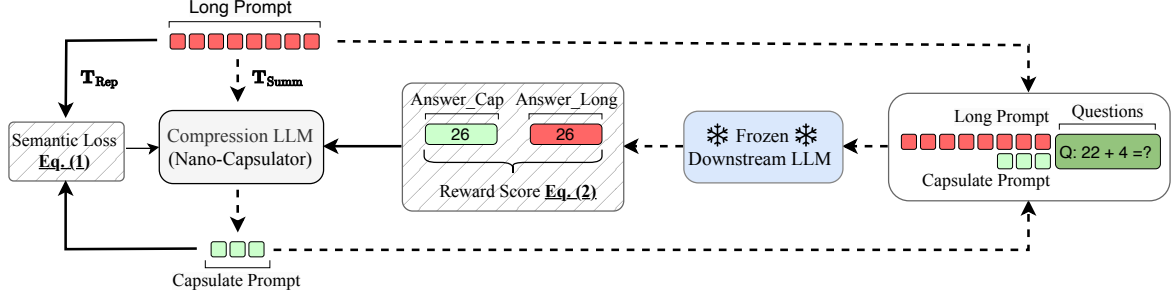 Long Prompt
T_Rep
T_Summ
Semantic Loss
Eq. (1)
Compression LLM
(Nano-Capsulator)
Capsulate Prompt
Answer_Cap
Answer_Long
26
26
Reward Score Eq. (2)
Frozen
Downstream LLM
Questions
Long Prompt
Q: 22 + 4 =?
Capsulate Prompt